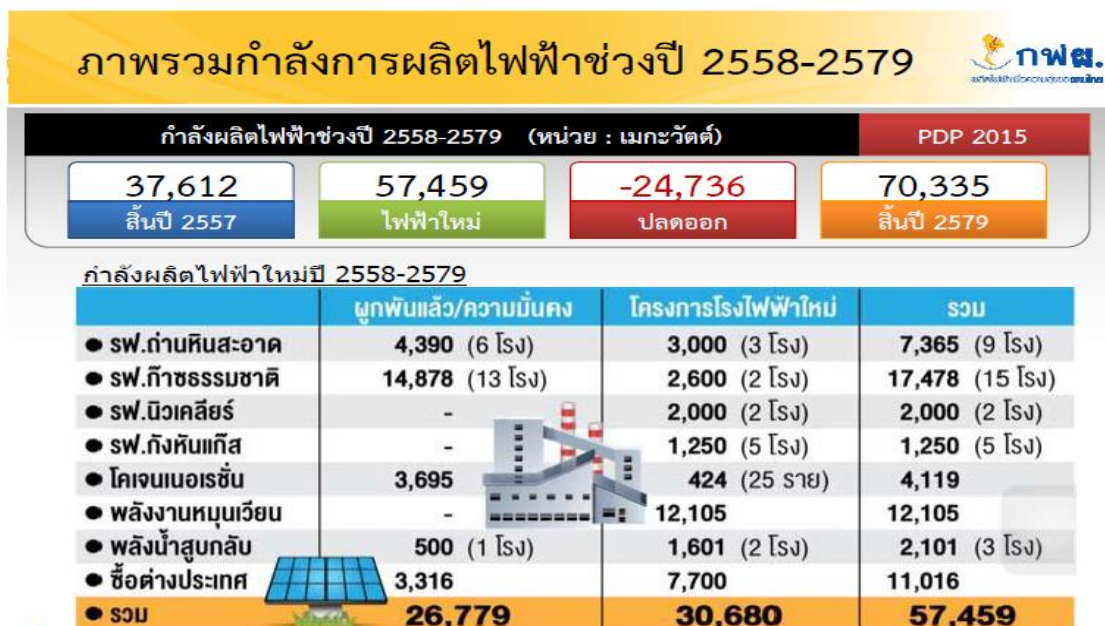 ภาพรวมกำลังการผลิตไฟฟ้าช่วงปี 2558-2579
กฟผ.
กำลังผลิตไฟฟ้าช่วงปี 2558-2579 (หน่วย : เมกะวัตต์) PDP 2015
37,612 57,459 -24,736 70,335
สิ้นปี 2557 ไฟฟ้าใหม่ ปลดออก สิ้นปี 2579
กำลังผลิตไฟฟ้าใหม่ปี 2558-2579
ผูกพันแล้ว/ความมั่นคง โครงการโรงไฟฟ้าใหม่ รวม
• รฟ.ถ่านหินสะอาด 4,390 (6 โรง) 3,000 (3 โรง) 7,365 (9 โรง)
• รฟ.ก๊าซธรรมชาติ 14,878 (13 โรง) 2,600 (2 โรง) 17,478 (15 โรง)
• รฟ.นิวเคลียร์ - 2,000 (2 โรง) 2,000 (2 โรง)
• รฟ.กังหันแก๊ส - 1,250 (5 โรง) 1,250 (5 โรง)
• โคเจนเนอเรชั่น 3,695 424 (25 ราย) 4,119
• พลังงานหมุนเวียน - 12,105 12,105
• พลังน้ำสูบกลับ 500 (1 โรง) 1,601 (2 โรง) 2,101 (3 โรง)
• ซื้อต่างประเทศ 3,316 7,700 11,016
• รวม 26,779 30,680 57,459